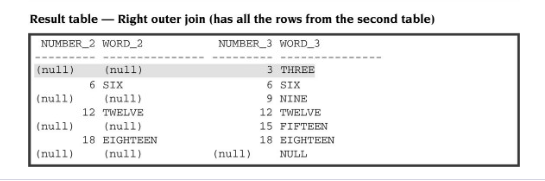 Result table — Right outer join (has all the rows from the second table)
NUMBER_2 WORD_2 NUMBER_3 WORD_3
-------- --------------- -------- ---------------
(null) (null) 3 THREE
6 SIX 6 SIX
(null) (null) 9 NINE
12 TWELVE 12 TWELVE
(null) (null) 15 FIFTEEN
18 EIGHTEEN 18 EIGHTEEN
(null) (null) (null) NULL